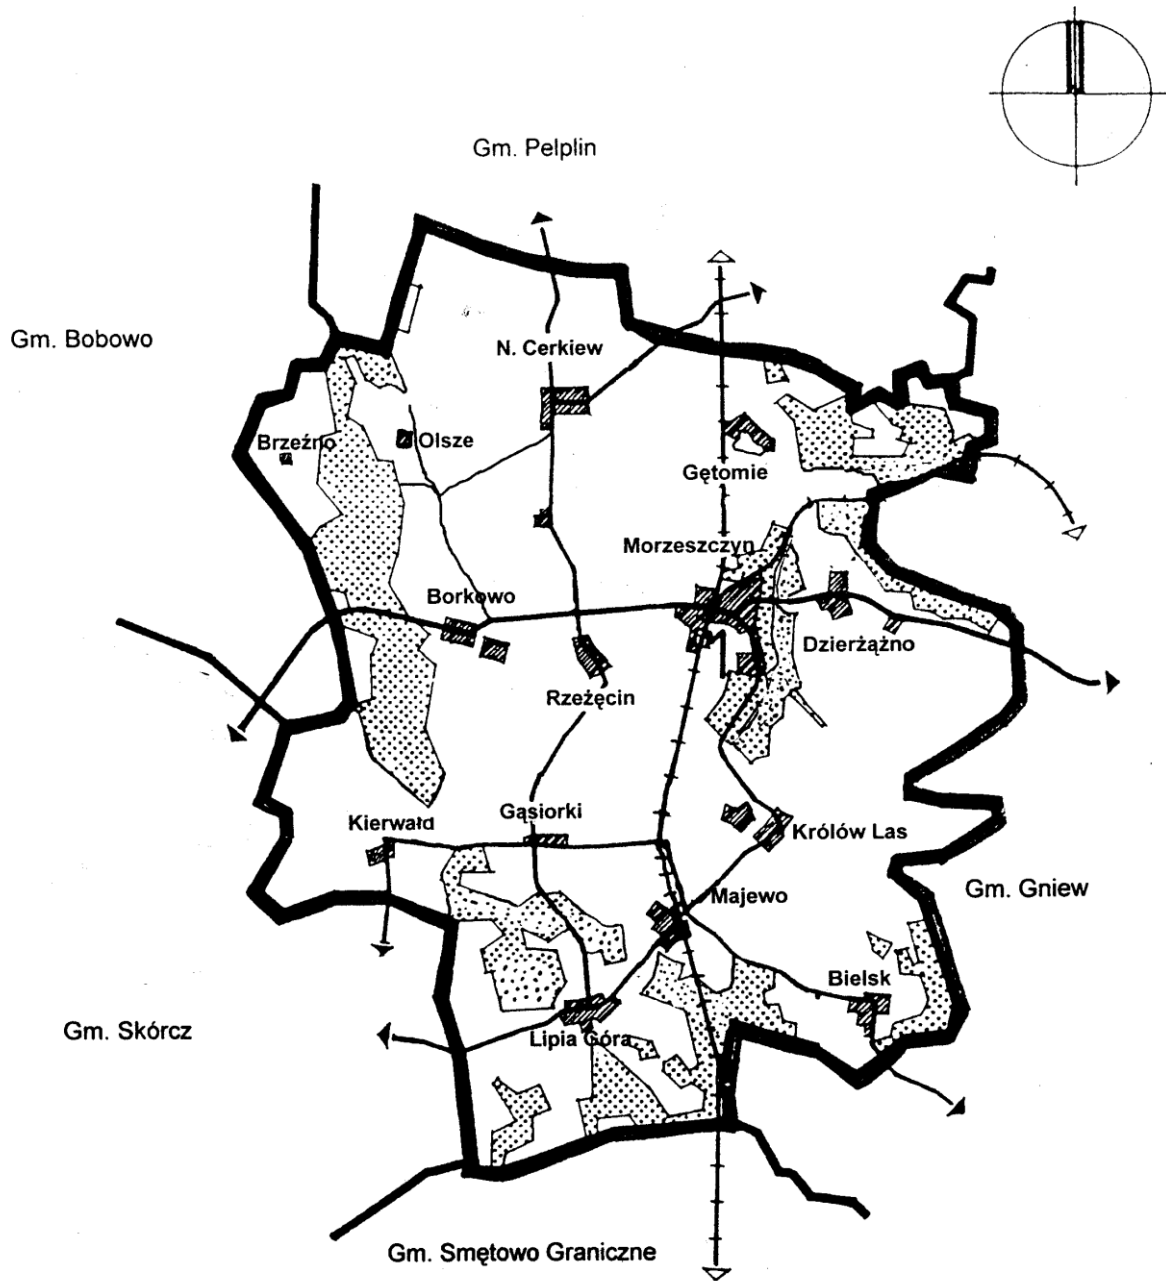 Gm. Pelplin
Gm. Bobowo
N. Cerkiew
Brzeźno
Olsze
Gętomie
Morzeszczyn
Borkowo
Dzierżążno
Rzeżęcin
Gąsiorki
Kierwałd
Królów Las
Majewo
Gm. Gniew
Bielsk
Gm. Skórcz
Lipia Góra
Gm. Smętowo Graniczne